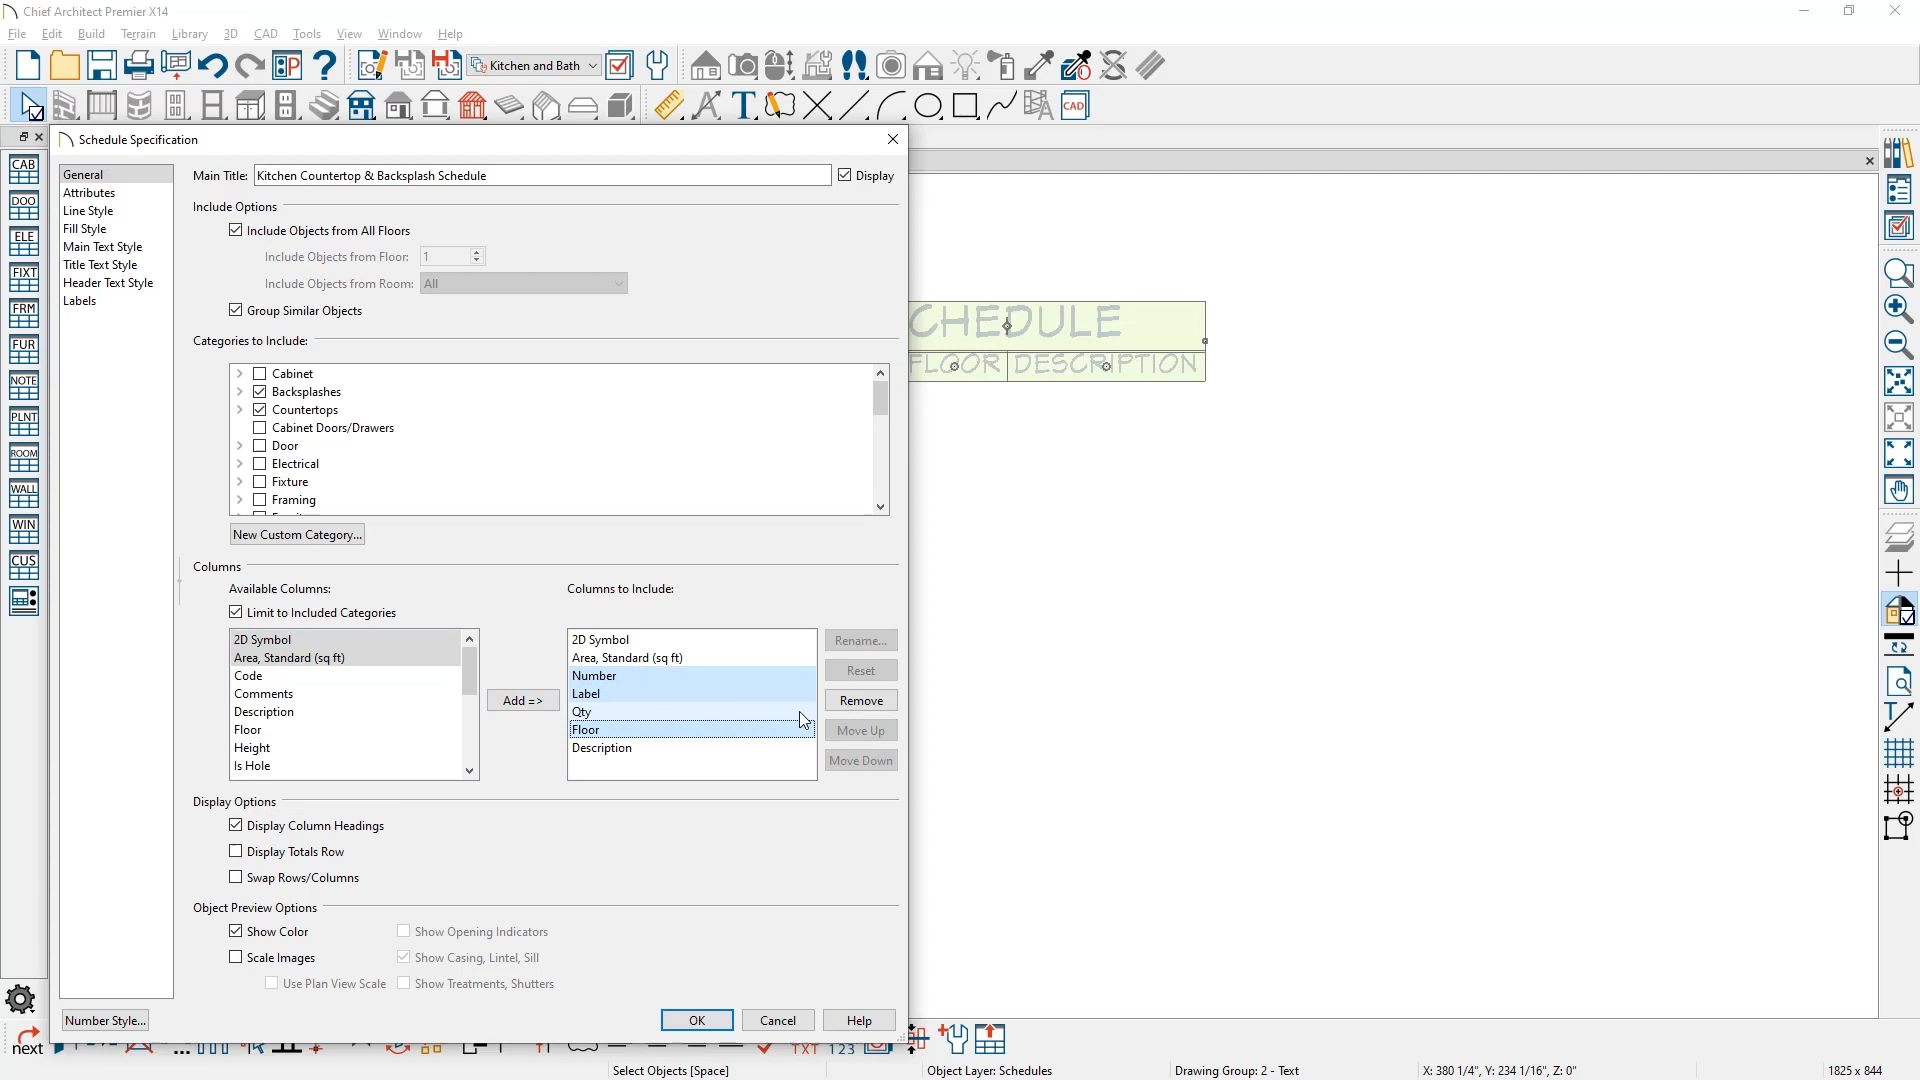 Chief Architect Premier X14
File Edit Build Terrain Library 3D CAD Tools View Window Help
Kitchen and Bath
CAD
Schedule Specification
CAB
DOO
ELE
FIXT
FRM
FUR
NOTE
PLNT
ROOM
WALL
WIN
CUS
General
Attributes
Line Style
Fill Style
Main Text Style
Title Text Style
Header Text Style
Labels
Main Title: Kitchen Countertop & Backsplash Schedule Display
Include Options
Include Objects from All Floors
Include Objects from Floor: 1
Include Objects from Room: All
Group Similar Objects
Categories to Include:
Cabinet
Backsplashes
Countertops
Cabinet Doors/Drawers
Door
Electrical
Fixture
Framing
New Custom Category...
Columns
Available Columns: Columns to Include:
Limit to Included Categories
2D Symbol
Area, Standard (sq ft)
Code
Comments
Description
Floor
Height
Is Hole
Add =>
2D Symbol
Area, Standard (sq ft)
Number
Label
Qty
Floor
Description
Rename...
Reset
Remove
Move Up
Move Down
Display Options
Display Column Headings
Display Totals Row
Swap Rows/Columns
Object Preview Options
Show Color Show Opening Indicators
Scale Images Show Casing, Lintel, Sill
Use Plan View Scale Show Treatments, Shutters
Number Style... OK Cancel Help
CHEDULE
FLOOR DESCRIPTION
next
TXT 123
Select Objects [Space] Object Layer: Schedules Drawing Group: 2 - Text X: 380 1/4", Y: 234 1/16", Z: 0" 1825 x 844